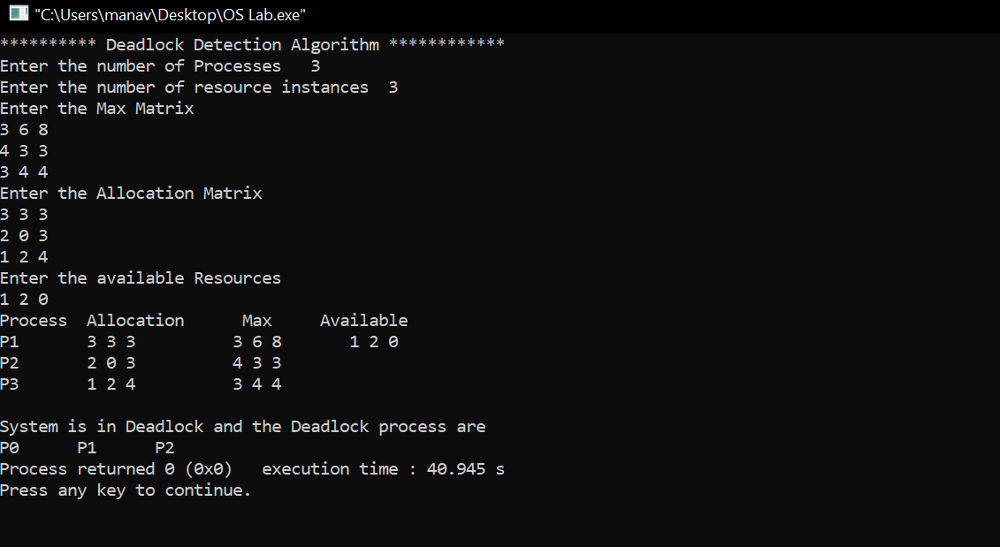 "C:\Users\manav\Desktop\OS Lab.exe"
********** Deadlock Detection Algorithm ************
Enter the number of Processes   3
Enter the number of resource instances  3
Enter the Max Matrix
3 6 8
4 3 3
3 4 4
Enter the Allocation Matrix
3 3 3
2 0 3
1 2 4
Enter the available Resources
1 2 0
Process  Allocation      Max     Available
P1       3 3 3          3 6 8       1 2 0
P2       2 0 3          4 3 3
P3       1 2 4          3 4 4
System is in Deadlock and the Deadlock process are
P0      P1      P2
Process returned 0 (0x0)   execution time : 40.945 s
Press any key to continue.